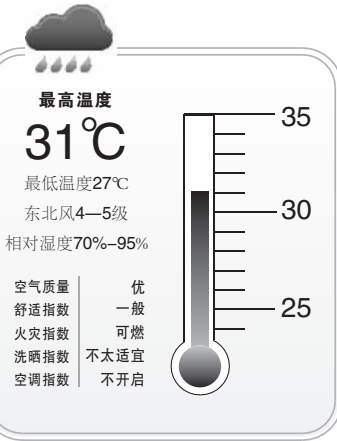 最高温度
31℃
最低温度27℃
东北风4—5级
相对湿度70%–95%
空气质量 优
舒适指数 一般
火灾指数 可燃
洗晒指数 不太适宜
空调指数 不开启
35
30
25